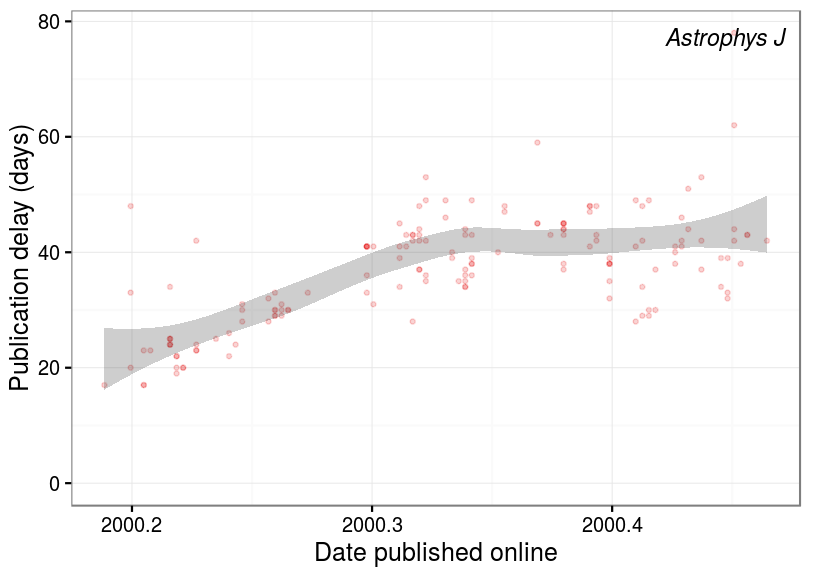 Astrophys J
Publication delay (days)
80
60
40
20
0
2000.2 2000.3 2000.4
Date published online